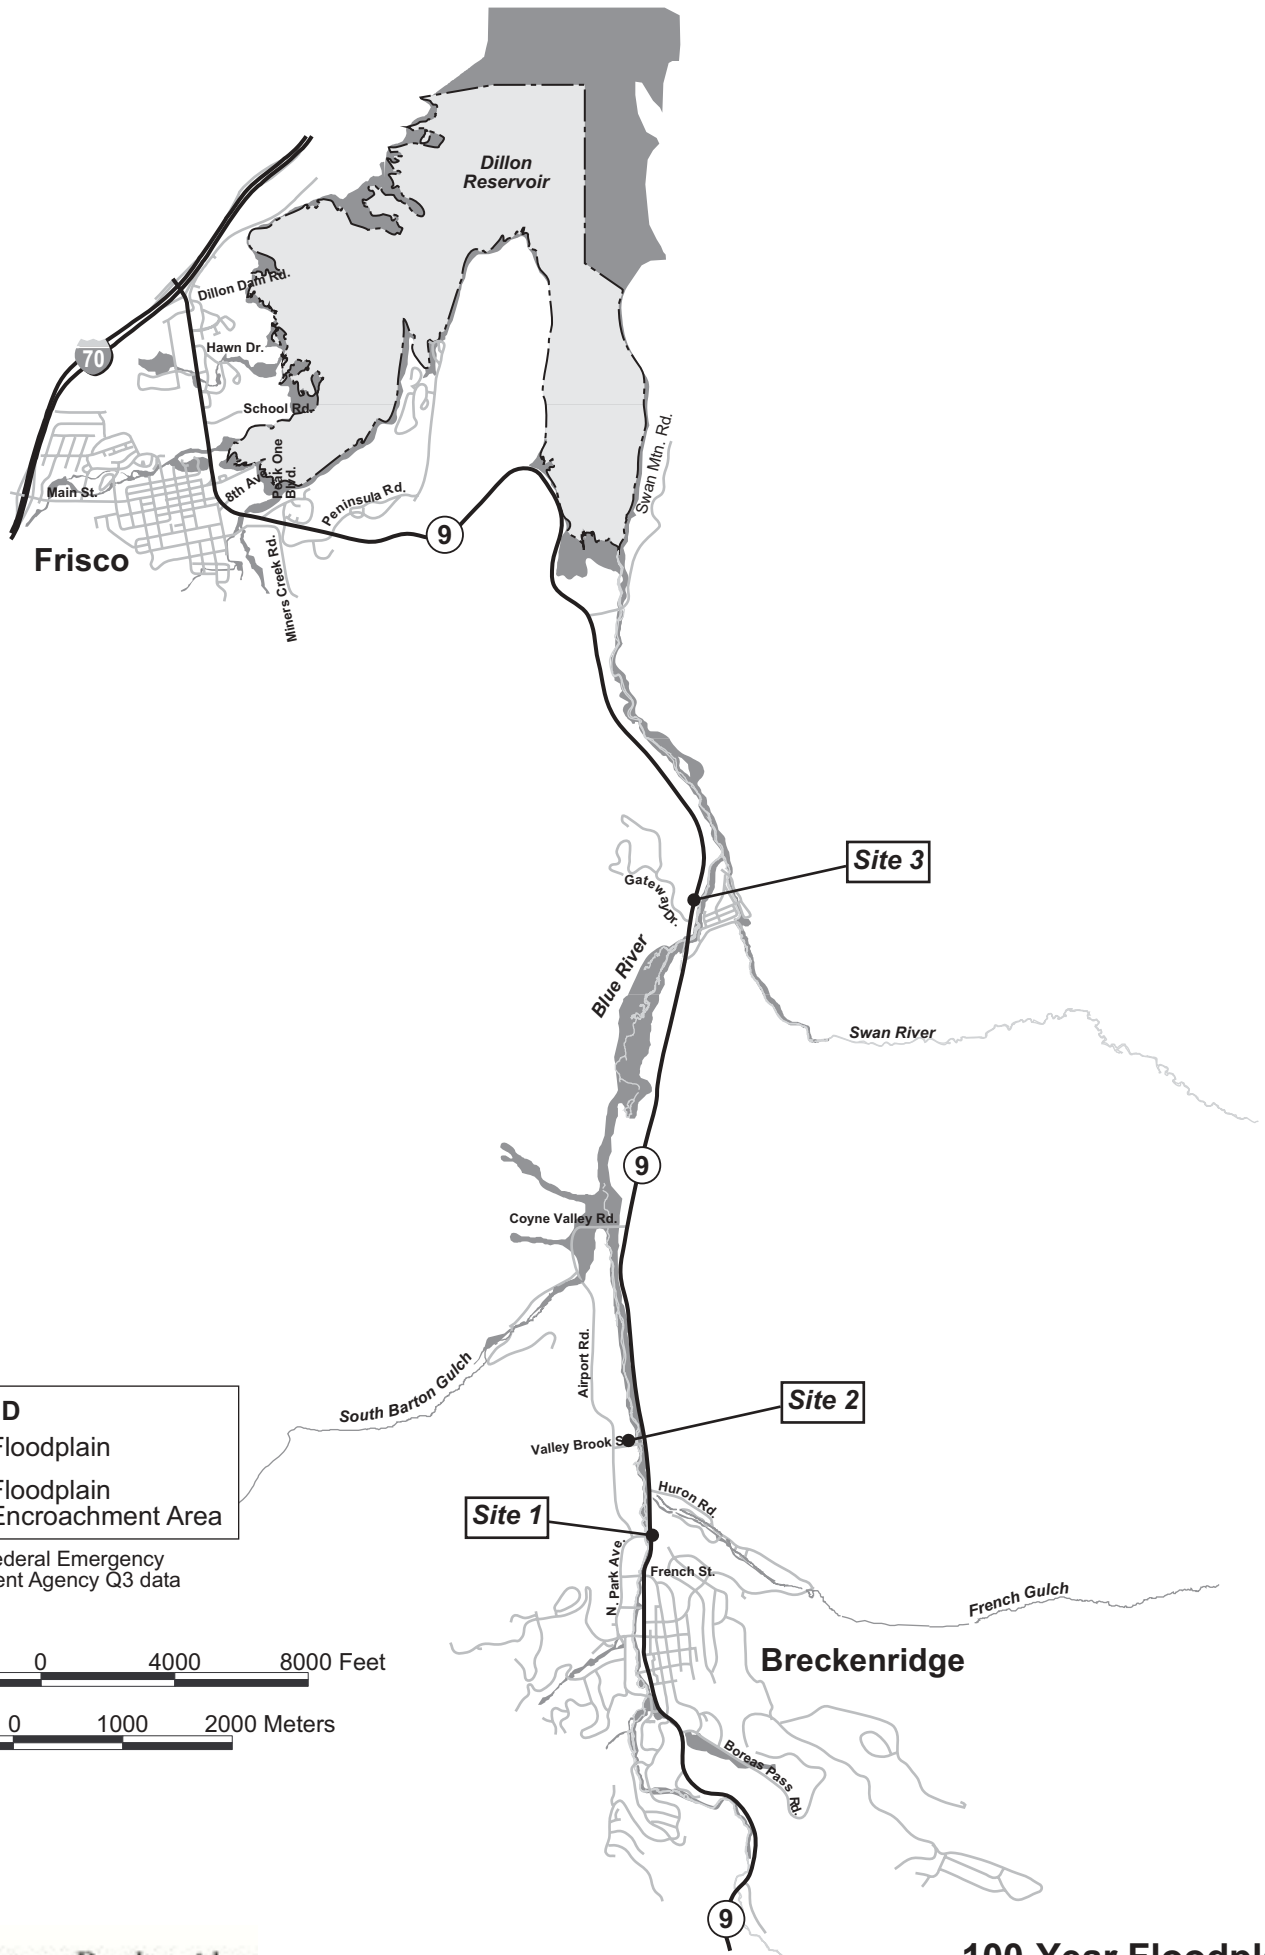 Dillon
Reservoir
Dillon Dam Rd.
70
Hawn Dr.
School Rd.
Swan Mtn. Rd.
8th Ave.
Peak One
Blvd.
Main St.
Peninsula Rd.
9
Frisco
Miners Creek Rd.
Site 3
Gateway Dr.
Blue River
Swan River
9
Coyne Valley Rd.
Airport Rd.
South Barton Gulch
Site 2
Valley Brook S
Huron Rd.
Site 1
N. Park Ave.
French St.
French Gulch
Breckenridge
Boreas Pass
Rd.
9
D
Floodplain
Floodplain
Encroachment Area
ederal Emergency
ent Agency Q3 data
0 4000 8000 Feet
0 1000 2000 Meters
100-Year Floodpl